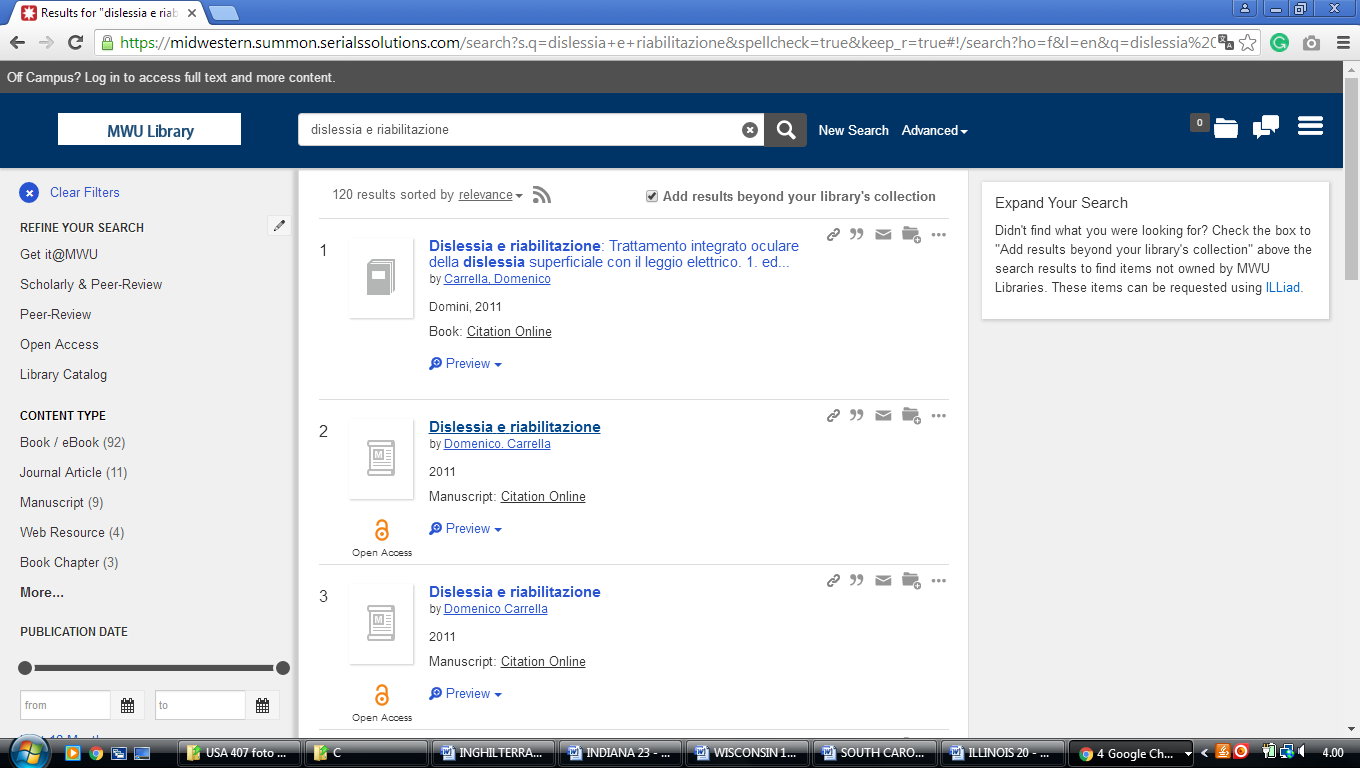 Results for "dislessia e riab
https://midwestern.summon.serialssolutions.com/search?s.q=dislessia+e+riabilitazione&spellcheck=true&keep_r=true#!/search?ho=f&l=en&q=dislessia%20
Off Campus? Log in to access full text and more content.
MWU Library
dislessia e riabilitazione
New Search
Advanced
0
Clear Filters
REFINE YOUR SEARCH
Get it@MWU
Scholarly & Peer-Review
Peer-Review
Open Access
Library Catalog
CONTENT TYPE
Book / eBook (92)
Journal Article (11)
Manuscript (9)
Web Resource (4)
Book Chapter (3)
More...
PUBLICATION DATE
from
to
120 results sorted by relevance
Add results beyond your library's collection
1
Dislessia e riabilitazione: Trattamento integrato oculare
della dislessia superficiale con il leggio elettrico. 1. ed...
by Carrella, Domenico
Domini, 2011
Book: Citation Online
Preview
2
Dislessia e riabilitazione
by Domenico. Carrella
2011
Manuscript: Citation Online
Preview
Open Access
3
Dislessia e riabilitazione
by Domenico Carrella
2011
Manuscript: Citation Online
Preview
Open Access
Expand Your Search
Didn't find what you were looking for? Check the box to
"Add results beyond your library's collection" above the
search results to find items not owned by MWU
Libraries. These items can be requested using ILLiad.
USA 407 foto ...
C
INGHILTERRA...
INDIANA 23 - ...
WISCONSIN 1...
SOUTH CARO...
ILLINOIS 20 - ...
4 Google Ch...
4.00